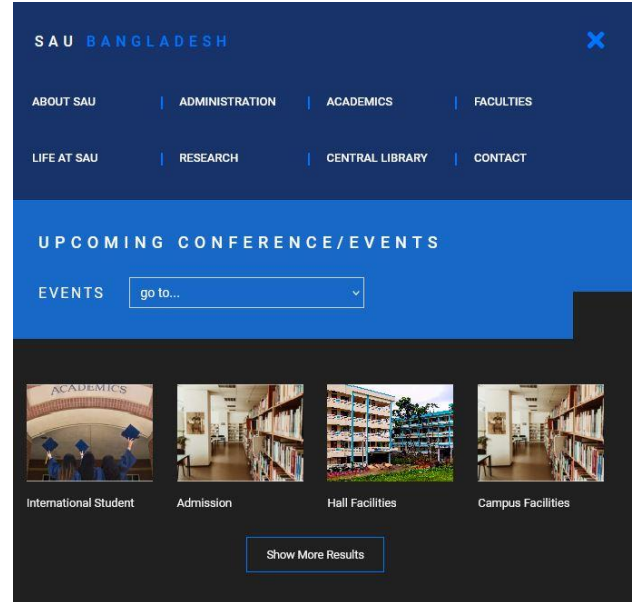 SAU BANGLADESH
ABOUT SAU | ADMINISTRATION | ACADEMICS | FACULTIES
LIFE AT SAU | RESEARCH | CENTRAL LIBRARY | CONTACT
UPCOMING CONFERENCE/EVENTS
EVENTS go to...
ACADEMICS
International Student Admission Hall Facilities Campus Facilities
Show More Results